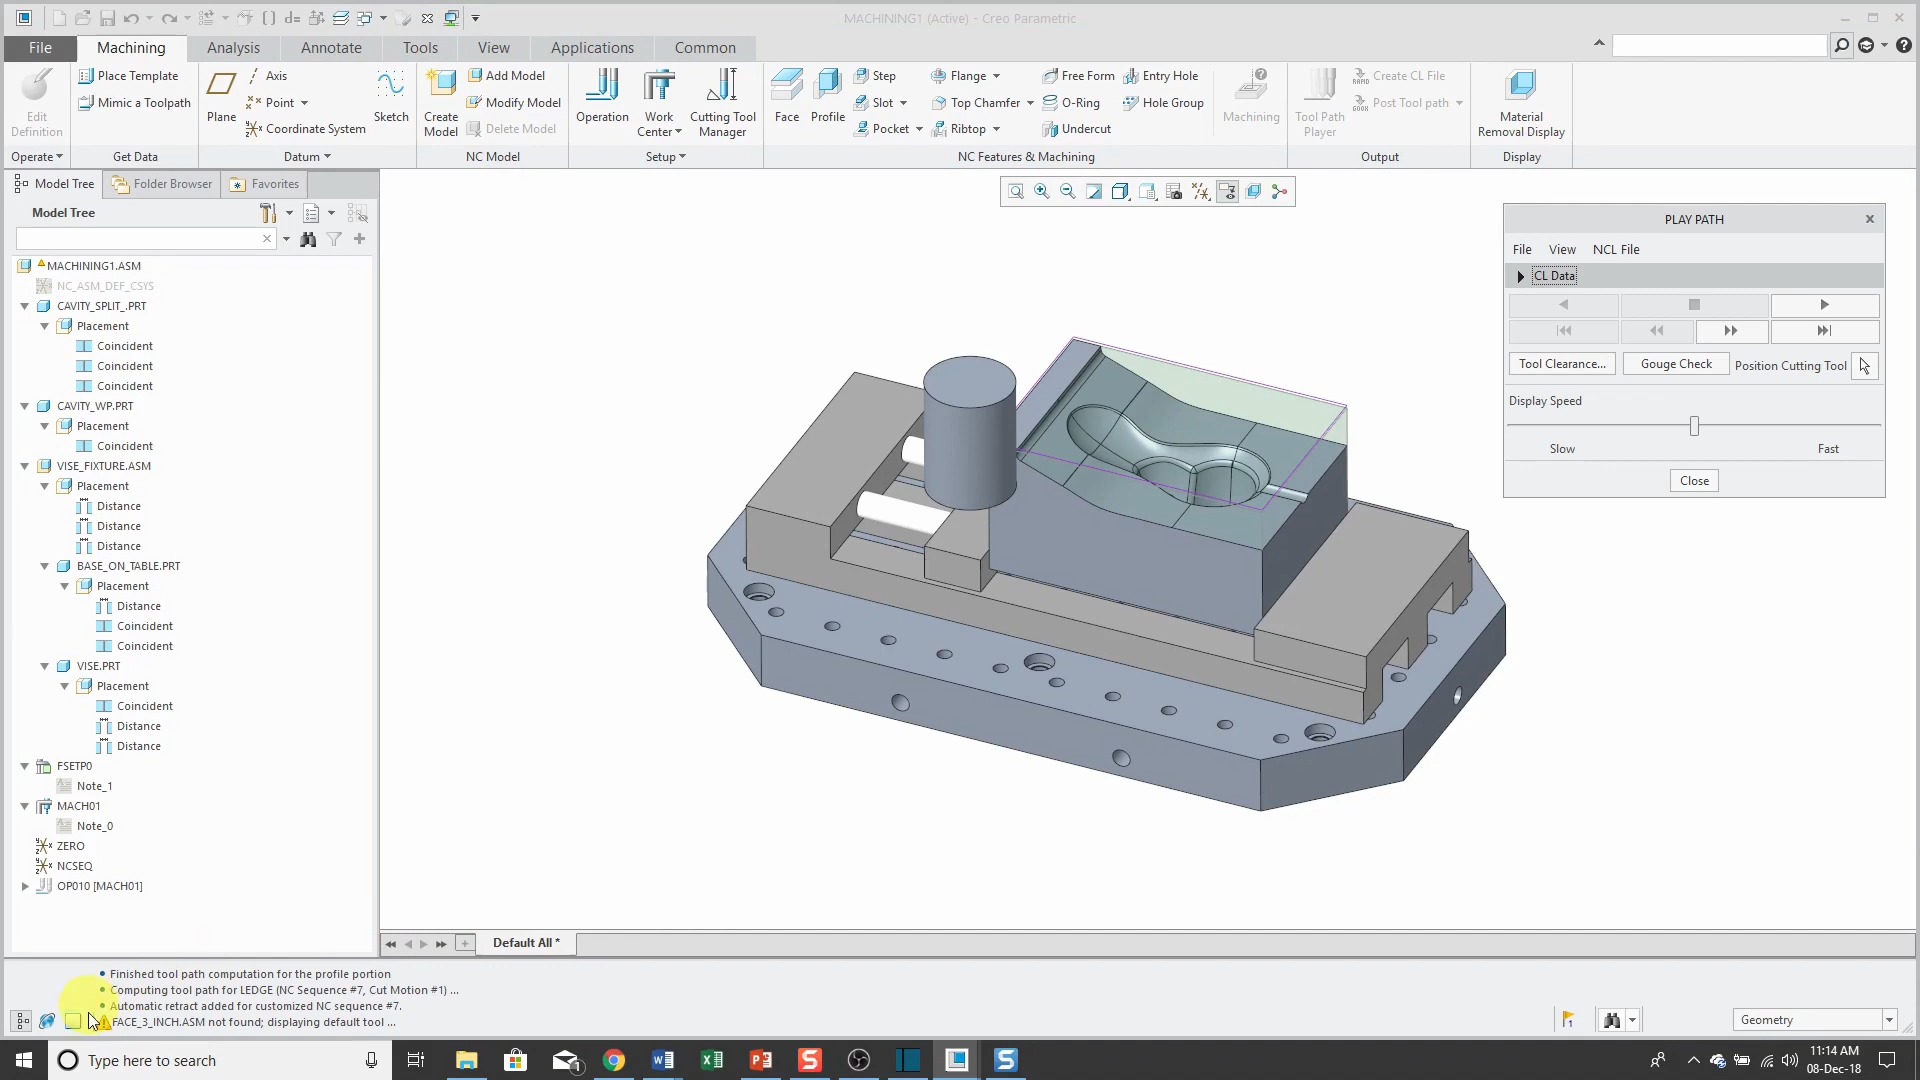 MACHINING1 (Active) - Creo Parametric
File Machining Analysis Annotate Tools View Applications Common
Edit Definition
Operate
Place Template
Mimic a Toolpath
Get Data
Plane
Axis
Point
Coordinate System
Sketch
Datum
Create Model
Add Model
Modify Model
Delete Model
NC Model
Operation
Work Center
Cutting Tool Manager
Setup
Face
Profile
Step
Slot
Pocket
Flange
Top Chamfer
Ribtop
Free Form
O-Ring
Undercut
Entry Hole
Hole Group
Machining
NC Features & Machining
Tool Path Player
Create CL File
Post Tool path
Output
Material Removal Display
Display
Model Tree Folder Browser Favorites
Model Tree
MACHINING1.ASM
NC_ASM_DEF_CSYS
CAVITY_SPLIT_.PRT
Placement
Coincident
Coincident
Coincident
CAVITY_WP.PRT
Placement
Coincident
VISE_FIXTURE.ASM
Placement
Distance
Distance
Distance
BASE_ON_TABLE.PRT
Placement
Distance
Coincident
Coincident
VISE.PRT
Placement
Coincident
Distance
Distance
FSETP0
Note_1
MACH01
Note_0
ZERO
NCSEQ
OP010 [MACH01]
PLAY PATH
File View NCL File
CL Data
Tool Clearance... Gouge Check Position Cutting Tool
Display Speed
Slow Fast
Close
Default All *
Finished tool path computation for the profile portion
Computing tool path for LEDGE (NC Sequence #7, Cut Motion #1) ...
Automatic retract added for customized NC sequence #7.
FACE_3_INCH.ASM not found; displaying default tool ...
1
Geometry
Type here to search
11:14 AM
08-Dec-18